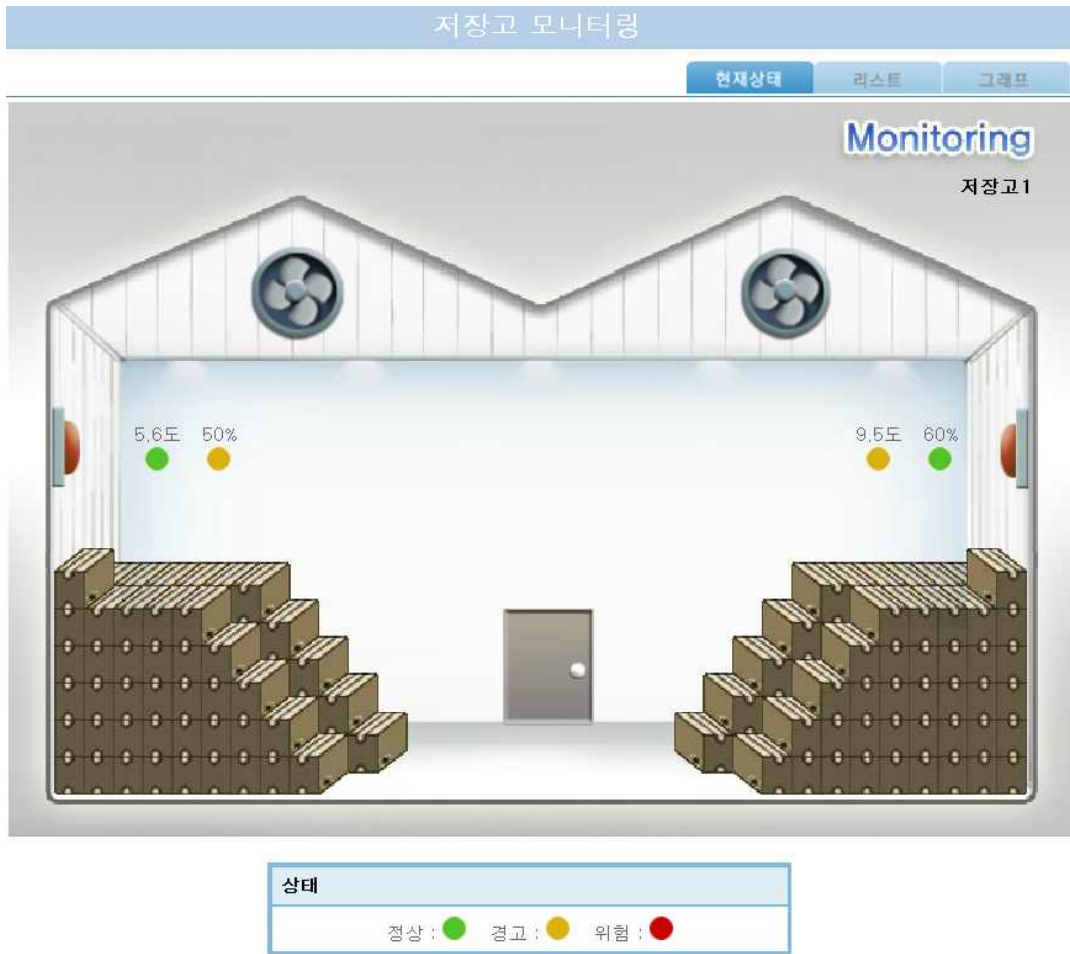 저장고 모니터링
현재상태 리스트 그래프
Monitoring
저장고1
5,6도 50% 9,5도 60%
상태
정상 : 경고 : 위험 :